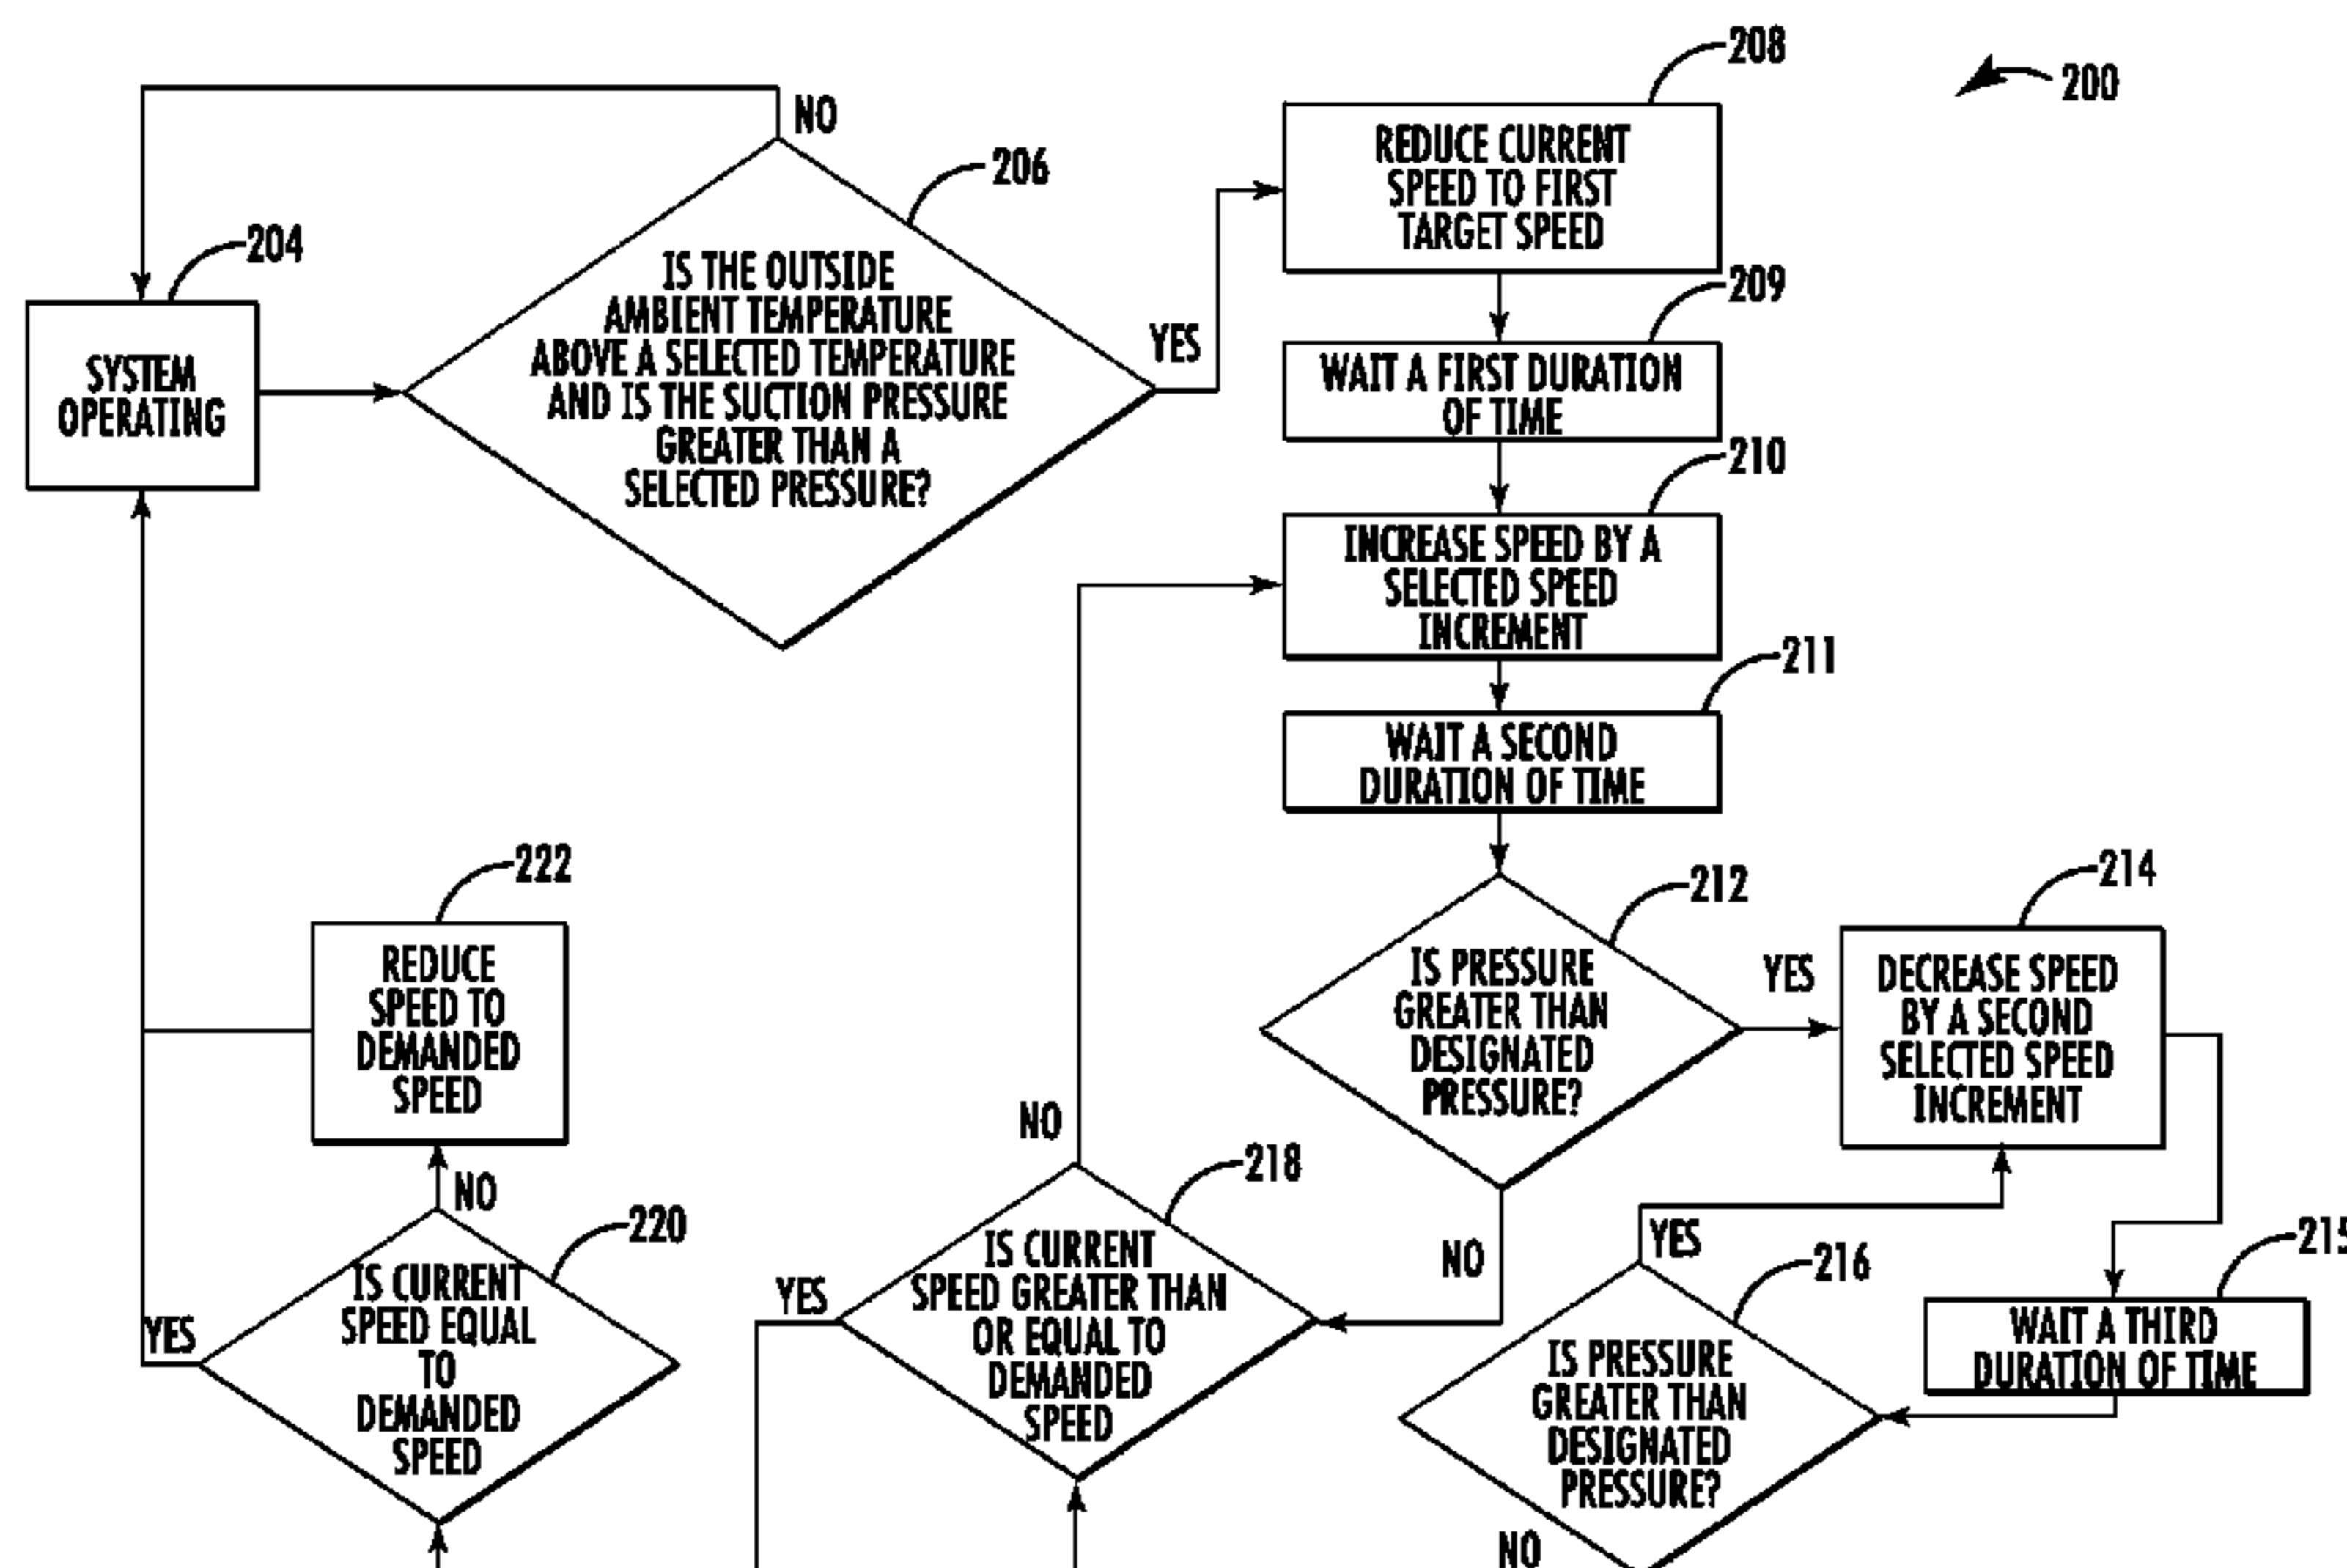 208
200
NO
206
REDUCE CURRENT
SPEED TO FIRST
TARGET SPEED
204
IS THE OUTSIDE
AMBIENT TEMPERATURE
ABOVE A SELECTED TEMPERATURE
AND IS THE SUCTION PRESSURE
GREATER THAN A
SELECTED PRESSURE?
YES
209
SYSTEM
OPERATING
WAIT A FIRST DURATION
OF TIME
210
INCREASE SPEED BY A
SELECTED SPEED
INCREMENT
211
WAIT A SECOND
DURATION OF TIME
222
212
214
REDUCE
SPEED TO
DEMANDED
SPEED
IS PRESSURE
GREATER THAN
DESIGNATED
PRESSURE?
YES
DECREASE SPEED
BY A SECOND
SELECTED SPEED
INCREMENT
NO
218
NO
220
IS CURRENT
SPEED GREATER THAN
OR EQUAL TO
DEMANDED
SPEED
NO
YES
216
215
YES
IS CURRENT
SPEED EQUAL
TO
DEMANDED
SPEED
YES
IS PRESSURE
GREATER THAN
DESIGNATED
PRESSURE?
WAIT A THIRD
DURATION OF TIME
NO